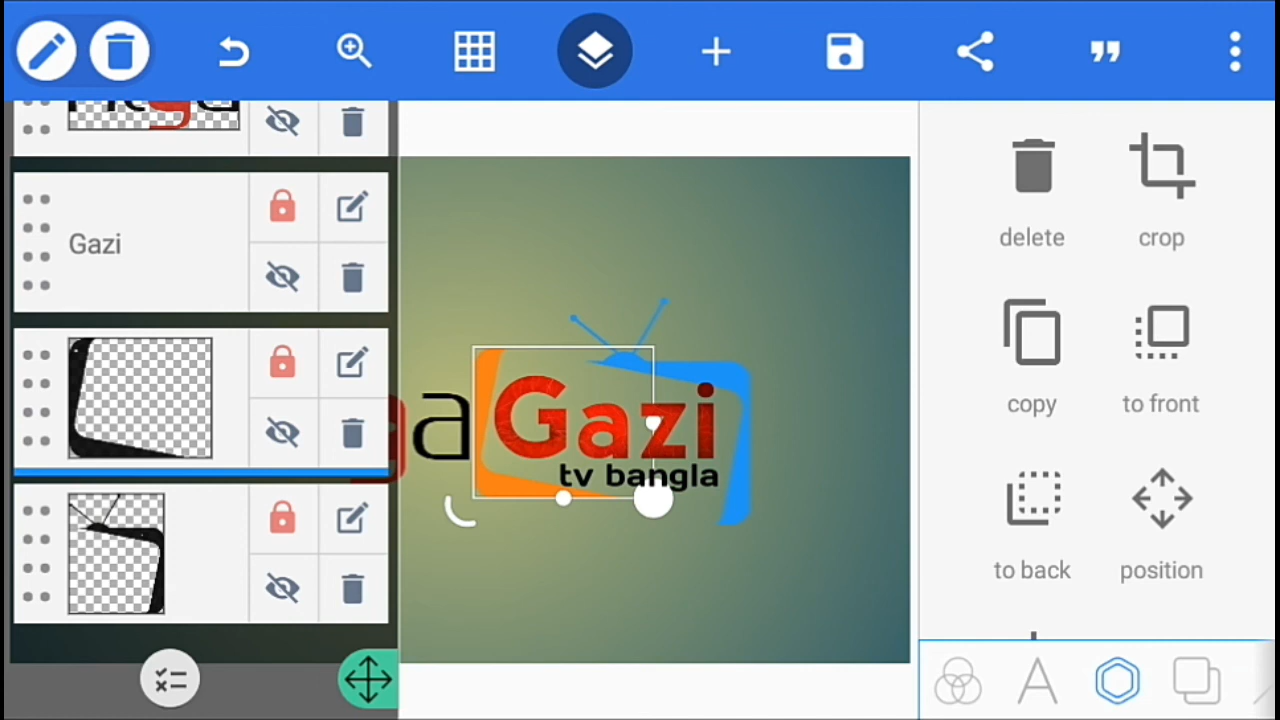 delete
crop
Gazi
copy
to front
a
Gazi
tv bangla
to back
position